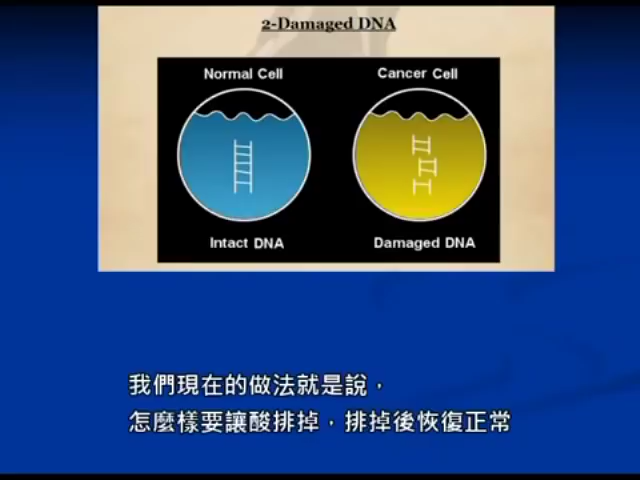 2-Damaged DNA
Normal Cell
Cancer Cell
Intact DNA
Damaged DNA
我們現在的做法就是說，
怎麼樣要讓酸排掉，排掉後恢復正常